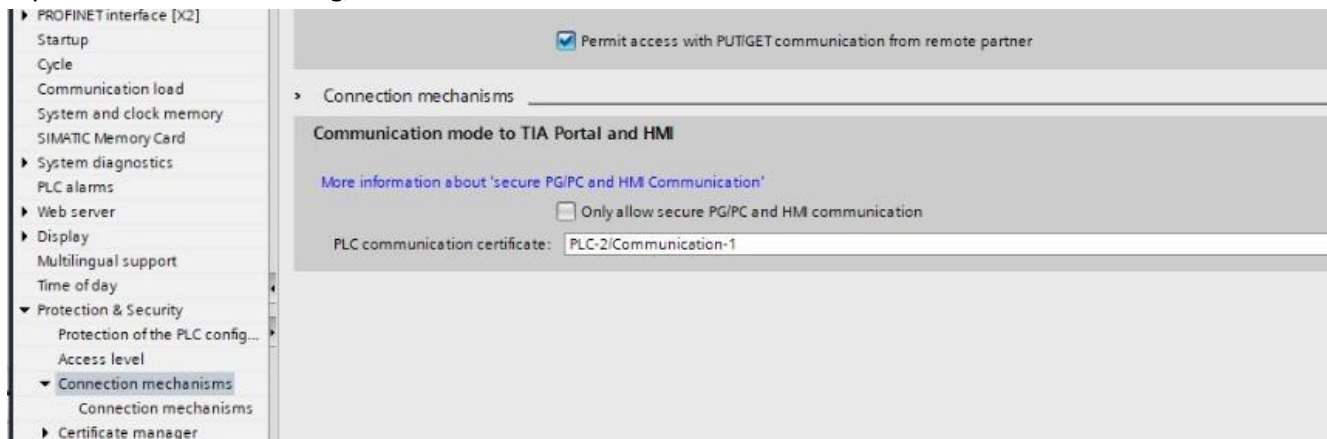 PROFINET interface [X2]
Startup
Cycle
Communication load
System and clock memory
SIMATIC Memory Card
System diagnostics
PLC alarms
Web server
Display
Multilingual support
Time of day
Protection & Security
Protection of the PLC config...
Access level
Connection mechanisms
Connection mechanisms
Certificate manager
Permit access with PUT/GET communication from remote partner
Connection mechanisms
Communication mode to TIA Portal and HMI
More information about 'secure PG/PC and HMI Communication'
Only allow secure PG/PC and HMI communication
PLC communication certificate: PLC-2/Communication-1